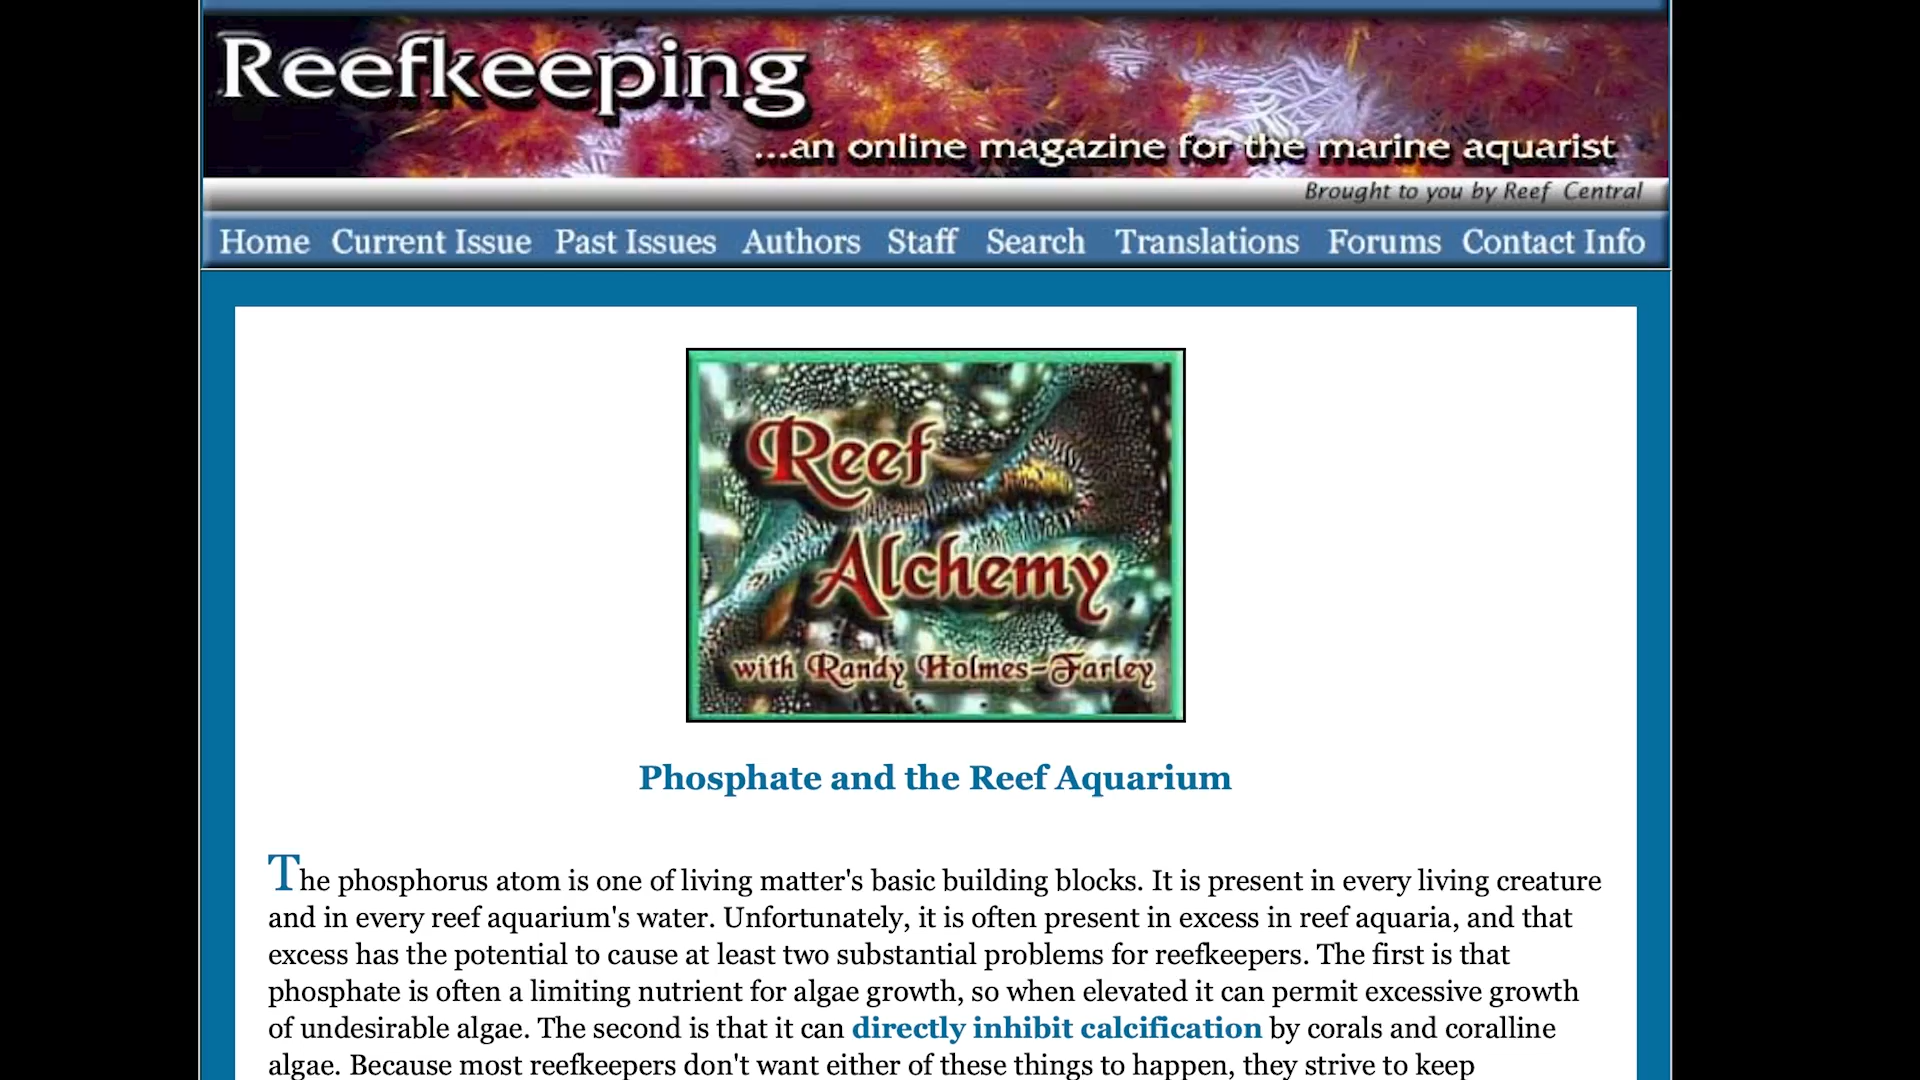 Reefkeeping
...an online magazine for the marine aquarist
Brought to you by Reef Central
Home Current Issue Past Issues Authors Staff Search Translations Forums Contact Info
Reef
Alchemy
with Randy Holmes-Farley
Phosphate and the Reef Aquarium
The phosphorus atom is one of living matter's basic building blocks. It is present in every living creature
and in every reef aquarium's water. Unfortunately, it is often present in excess in reef aquaria, and that
excess has the potential to cause at least two substantial problems for reefkeepers. The first is that
phosphate is often a limiting nutrient for algae growth, so when elevated it can permit excessive growth
of undesirable algae. The second is that it can directly inhibit calcification by corals and coralline
algae. Because most reefkeepers don't want either of these things to happen, they strive to keep